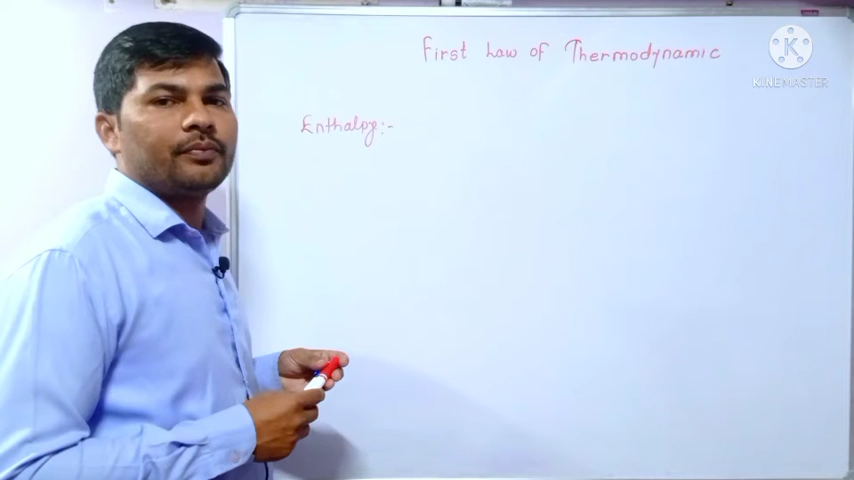 First Law of Thermodynamic
K
KINEMASTER
Enthalpy:-